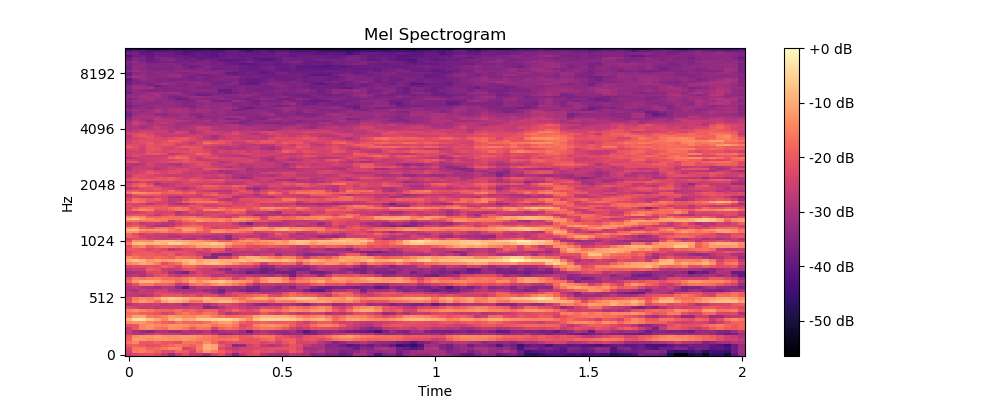 Mel Spectrogram
Hz
8192
4096
2048
1024
512
0
0
0.5
1
1.5
2
Time
+0 dB
-10 dB
-20 dB
-30 dB
-40 dB
-50 dB